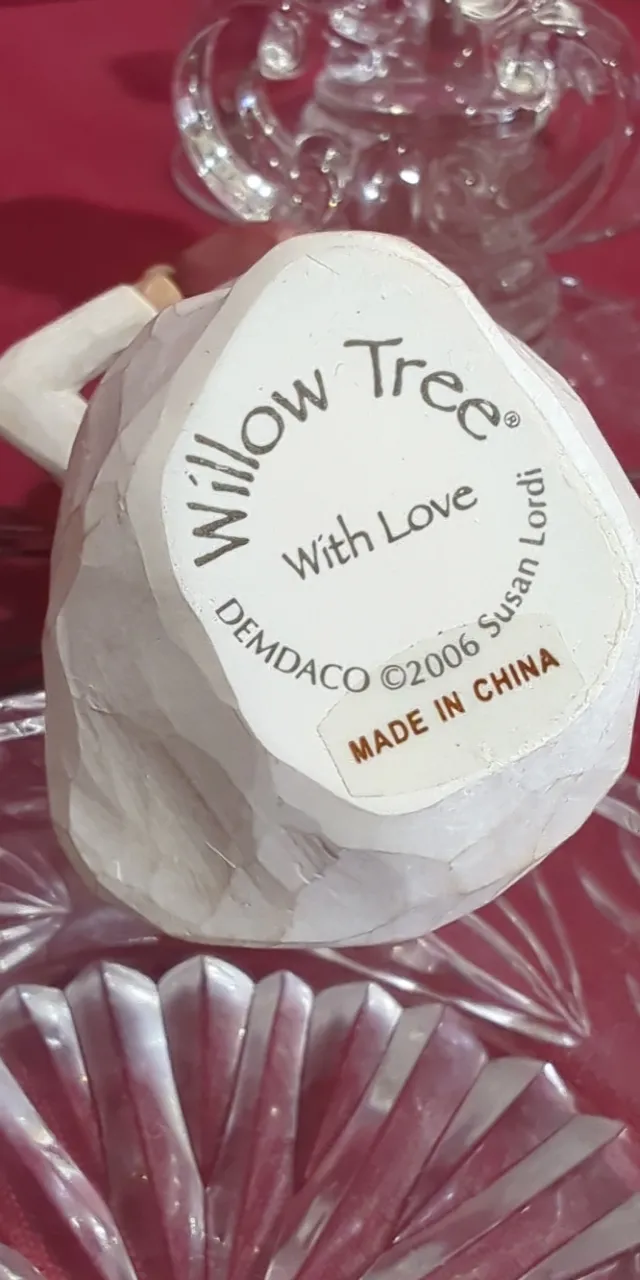 Willow Tree®
With Love
DEMDACO ©2006 Susan Lordi
MADE IN CHINA